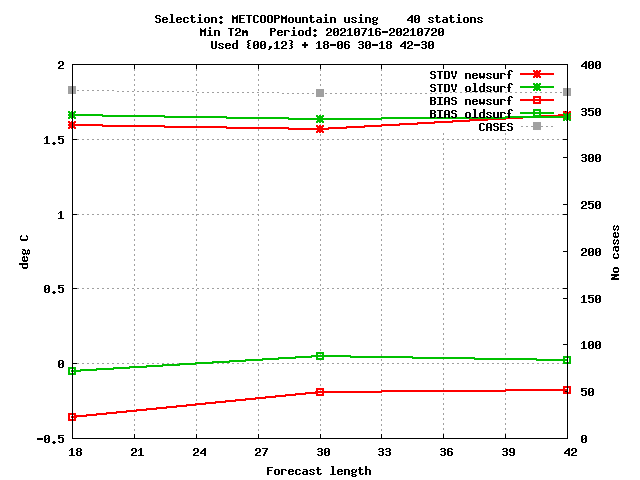 Selection: METCOOPMountain using    40 stations
Min T2m   Period: 20210716-20210720
Used {00,12} + 18-06 30-18 42-30
2
1.5
1
0.5
0
-0.5
deg C
400
350
300
250
200
150
100
50
0
No cases
STDV newsurf
STDV oldsurf
BIAS newsurf
BIAS oldsurf
CASES
18 21 24 27 30 33 36 39 42
Forecast length